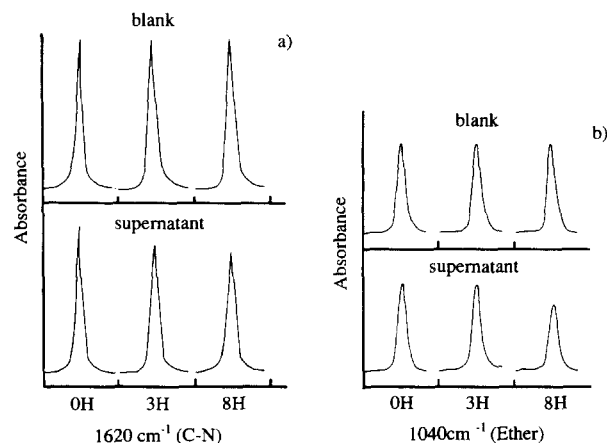 blank
a)
Absorbance
supernatant
0H 3H 8H
1620 cm⁻¹ (C-N)
blank
b)
Absorbance
supernatant
0H 3H 8H
1040cm⁻¹ (Ether)